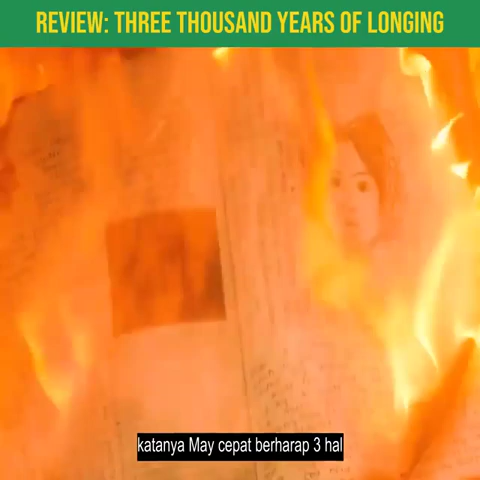 REVIEW: THREE THOUSAND YEARS OF LONGING
katanya May cepat berharap 3 hal